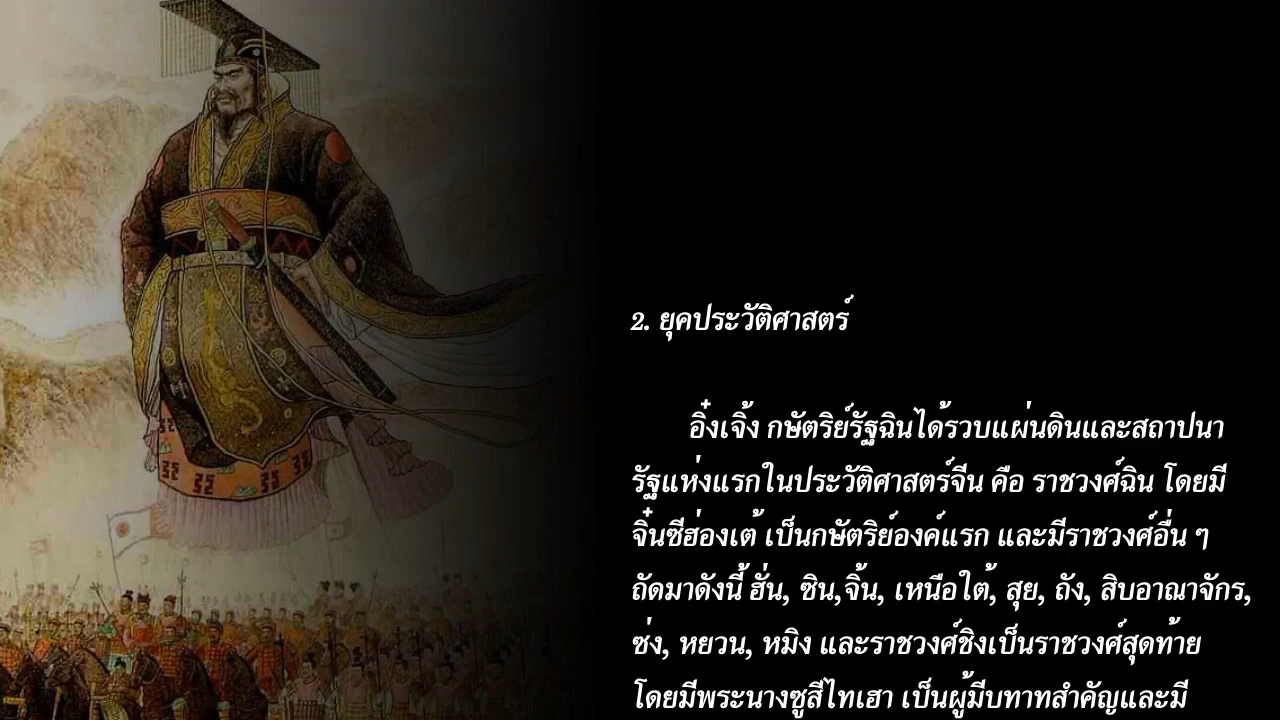 2. ยุคประวัติศาสตร์
อิ๋งเจิ้ง กษัตริย์รัฐฉินได้รวบแผ่นดินและสถาปนา
รัฐแห่งแรกในประวัติศาสตร์จีน คือ ราชวงศ์ฉิน โดยมี
จิ๋นซีฮ่องเต้ เป็นกษัตริย์องค์แรก และมีราชวงศ์อื่น ๆ
ถัดมาดังนี้ ฮั่น, ซิน,จิ้น, เหนือใต้, สุย, ถัง, สิบอาณาจักร,
ซ่ง, หยวน, หมิง และราชวงศ์ชิงเป็นราชวงศ์สุดท้าย
โดยมีพระนางซูสีไทเฮา เป็นผู้มีบทาทสำคัญและมี